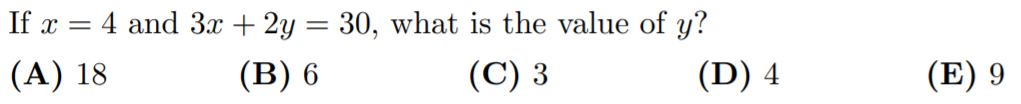 If x = 4 and 3x + 2y = 30, what is the value of y?
(A) 18 (B) 6 (C) 3 (D) 4 (E) 9